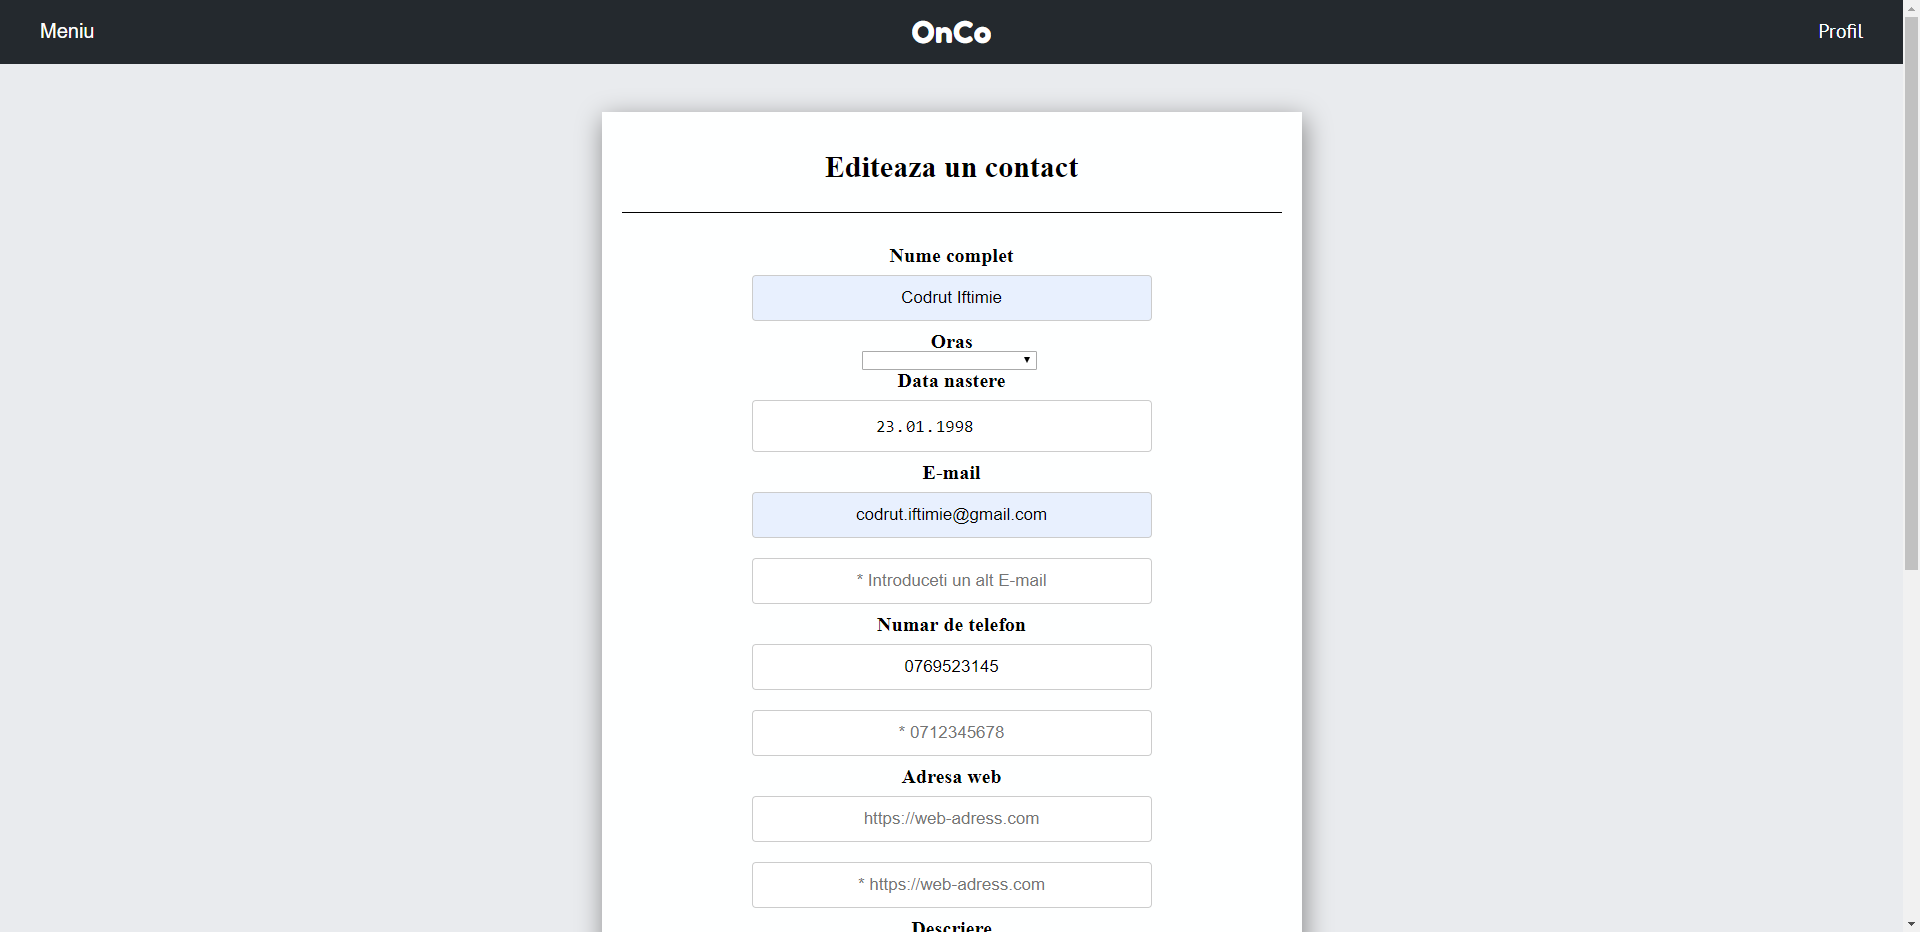 Meniu
OnCo
Profil
Editeaza un contact
Nume complet
Codrut Iftimie
Oras
Data nastere
23.01.1998
E-mail
codrut.iftimie@gmail.com
* Introduceti un alt E-mail
Numar de telefon
0769523145
* 0712345678
Adresa web
https://web-adress.com
* https://web-adress.com
Descriere